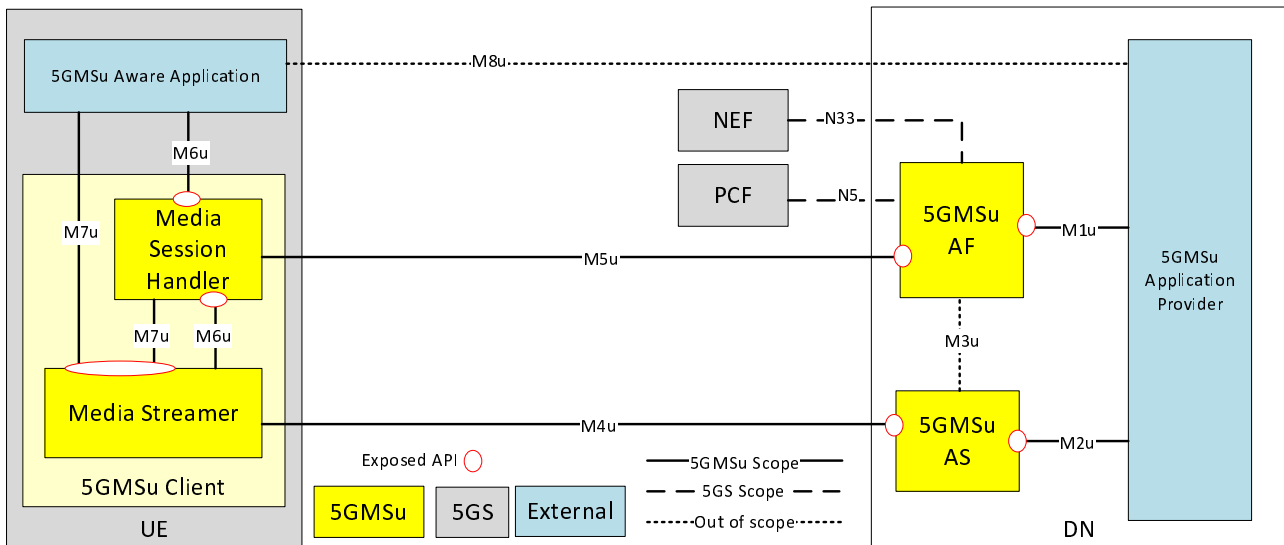 5GMSu Aware Application
M8u
NEF
N33
M6u
PCF
N5
5GMSu
AF
M1u
Media
Session
Handler
M7u
M5u
5GMSu
Application
Provider
M7u
M6u
M3u
Media Streamer
M4u
5GMSu
AS
M2u
Exposed API
5GMSu Scope
5GS Scope
Out of scope
5GMSu Client
5GMSu
5GS
External
UE
DN